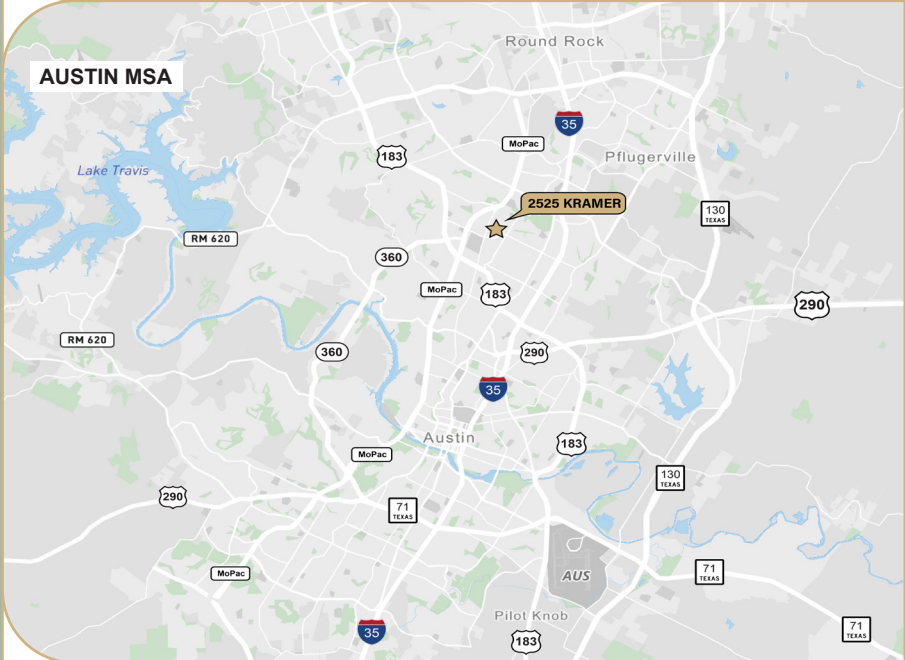 Round Rock
AUSTIN MSA
35
MoPac
183
Pflugerville
Lake Travis
2525 KRAMER
130
TEXAS
RM 620
360
MoPac
183
290
RM 620
360
290
35
Austin
183
MoPac
130
TEXAS
290
71
TEXAS
MoPac
AUS
71
TEXAS
Pilot Knob
35
183
71
TEXAS